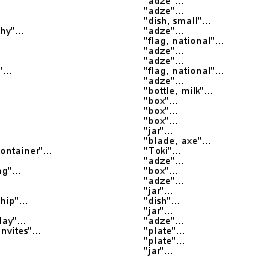 "adze"...
"adze"...
"dish, small"...
hy"... "adze"...
"flag, national"...
"adze"...
"adze"...
"... "flag, national"...
"adze"...
"bottle, milk"...
"box"...
"box"...
"box"...
"jar"...
"blade, axe"...
ontainer"... "Toki"...
"adze"...
ng"... "box"...
"adze"...
"jar"...
hip"... "dish"...
"jar"...
lay"... "adze"...
nvites"... "plate"...
"plate"...
"jar"...